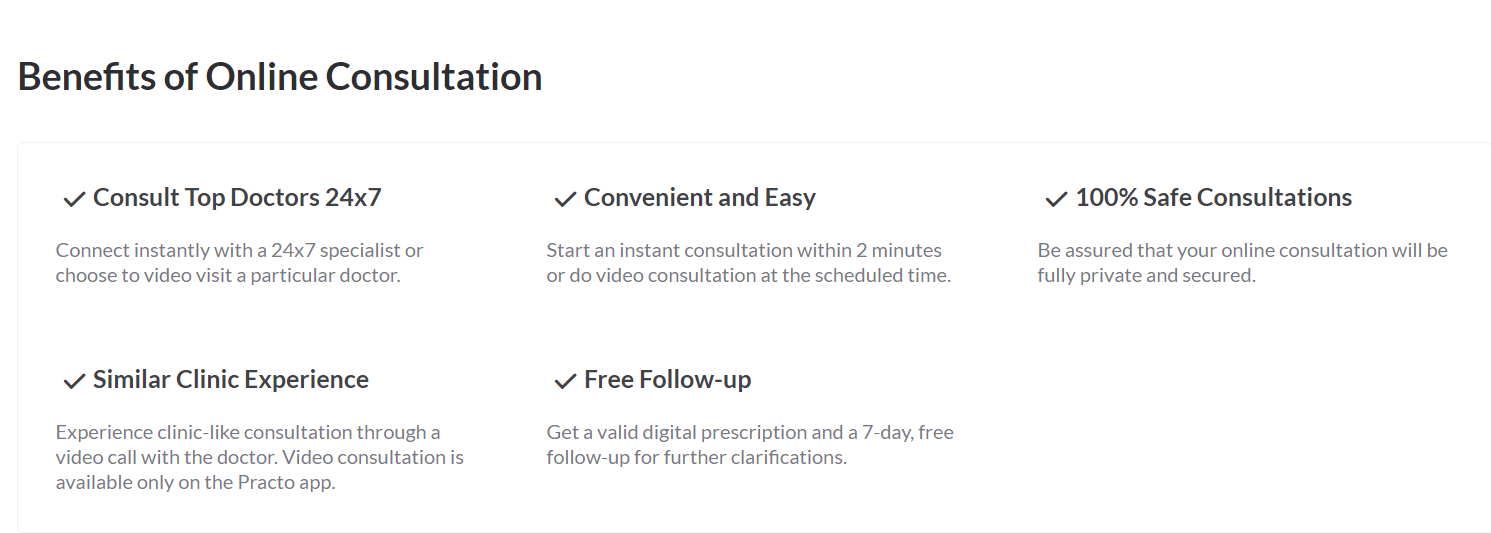 Benefits of Online Consultation
Consult Top Doctors 24x7
Connect instantly with a 24x7 specialist or
choose to video visit a particular doctor.
Convenient and Easy
Start an instant consultation within 2 minutes
or do video consultation at the scheduled time.
100% Safe Consultations
Be assured that your online consultation will be
fully private and secured.
Similar Clinic Experience
Experience clinic-like consultation through a
video call with the doctor. Video consultation is
available only on the Practo app.
Free Follow-up
Get a valid digital prescription and a 7-day, free
follow-up for further clarifications.